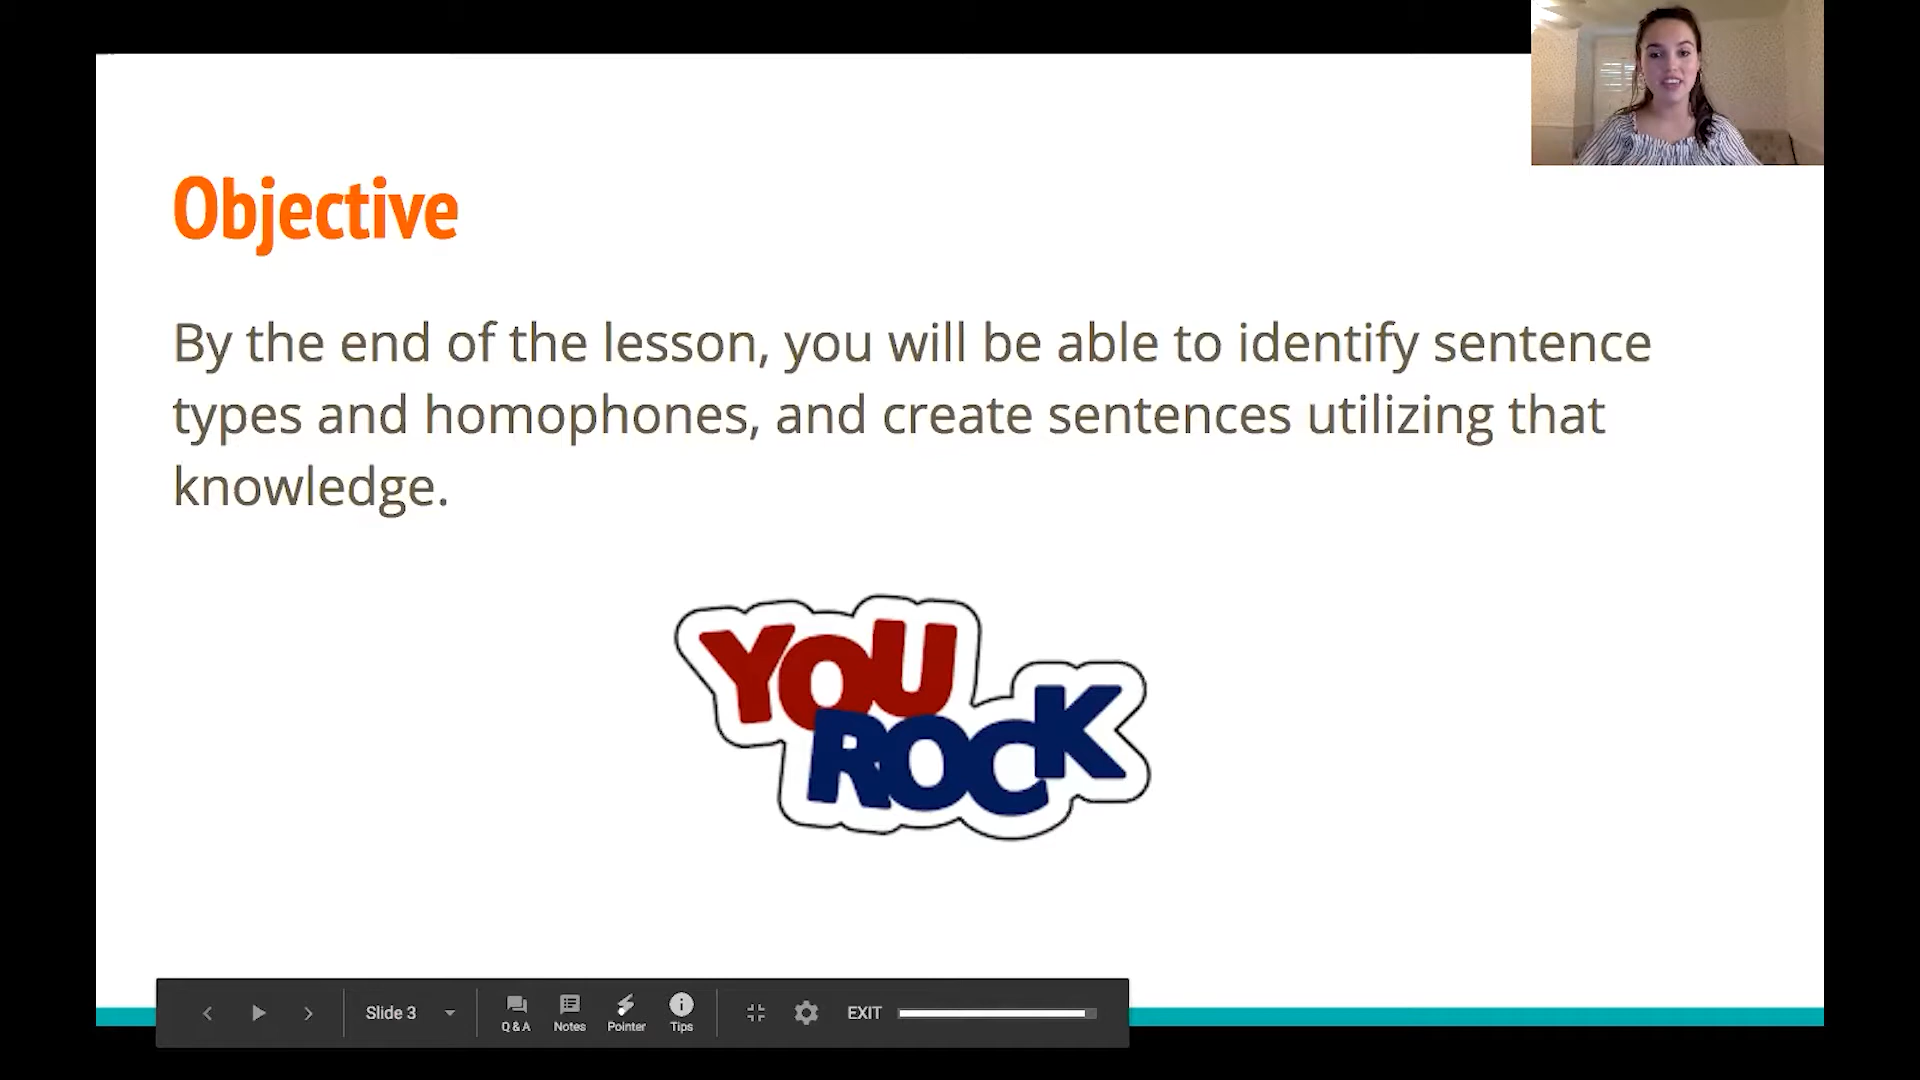 Objective
By the end of the lesson, you will be able to identify sentence
types and homophones, and create sentences utilizing that
knowledge.
YOU
ROCK
Slide 3
Q & A
Notes
Pointer
Tips
EXIT